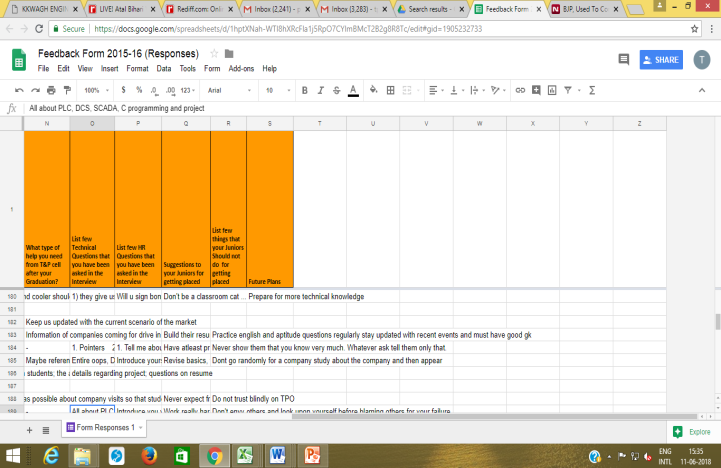 KKWAGH ENGIN
LIVE! Atal Bihari
Rediff.com: Onli
Inbox (2,241) - p
Inbox (3,283) - t
Search results -
Feedback Form
BJP, Used To Co
Secure
https://docs.google.com/spreadsheets/d/1hptXNah-WTl8hXRcFla1j5RpO7CYlmBMcT2B2g8R8Tc/edit#gid=1905232733
Feedback Form 2015-16 (Responses)
File Edit View Insert Format Data Tools Form Add-ons Help
SHARE
T
100% $ % .0 .00 123 Arial 10 B I S A
fx All about PLC, DCS, SCADA, C programming and project
N O P Q R S T U V W X Y Z
1
What type of help you need from T&P cell after your Graduation?
List few Technical Questions that you have been asked in the Interview
List few HR Questions that you have been asked in the Interview
Suggestions to your Juniors for getting placed
List few things that your Juniors Should not do for getting placed
Future Plans
180 nd cooler shoul 1) they give us Will u sign bon Don't be a classroom cat ... Prepare for more technical knowledge
181
182 Keep us updated with the current scenario of the market
183 Information of companies coming for drive in Build their resu Practice english and aptitude questions regularly stay updated with recent events and must have good gk
184 - 1. Pointers 2 1. Tell me abou Have atleast pr Never show them that you know very much. Whatever ask tell them only that.
185 Maybe referen Entire oops, D Introduce your Revise basics, Dont go randomly for a company study about the company and then appear
186 students; the details regarding project; questions on resume
187
188 as possible about company visits so that stud Never expect fr Do not trust blindly on TPO
189 - All about PLC Introduce you Work really har Don't envy others and look upon yourself before blaming others for your failure
Form Responses 1
Explore
ENG
INTL
15:35
11-06-2018